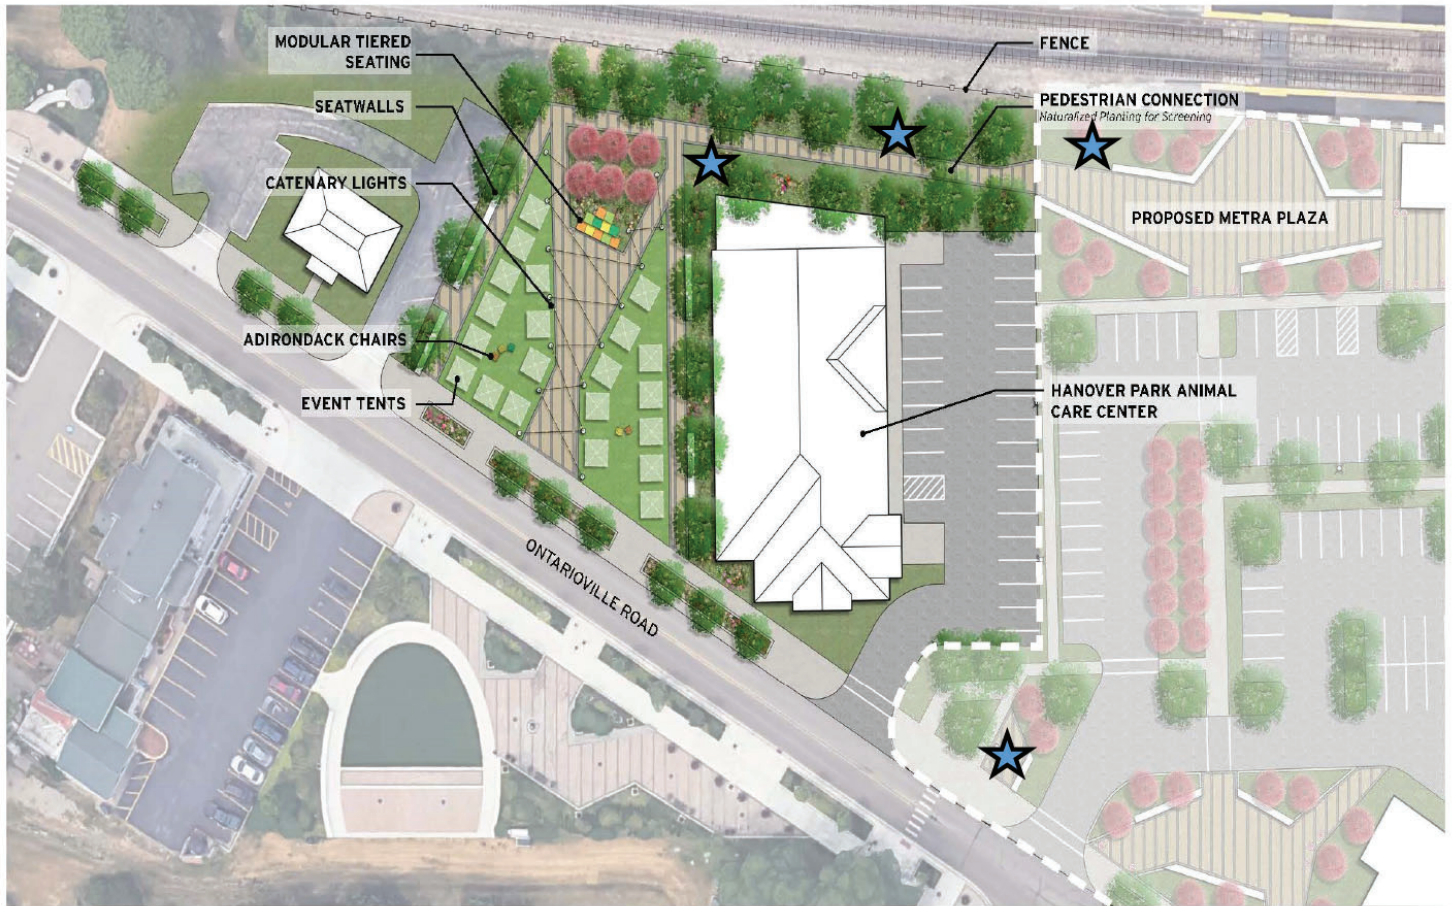 MODULAR TIERED
SEATING
SEATWALLS
CATENARY LIGHTS
ADIRONDACK CHAIRS
EVENT TENTS
FENCE
PEDESTRIAN CONNECTION
Naturalized Planting for Screening
PROPOSED METRA PLAZA
HANOVER PARK ANIMAL
CARE CENTER
ONTARIOVILLE ROAD